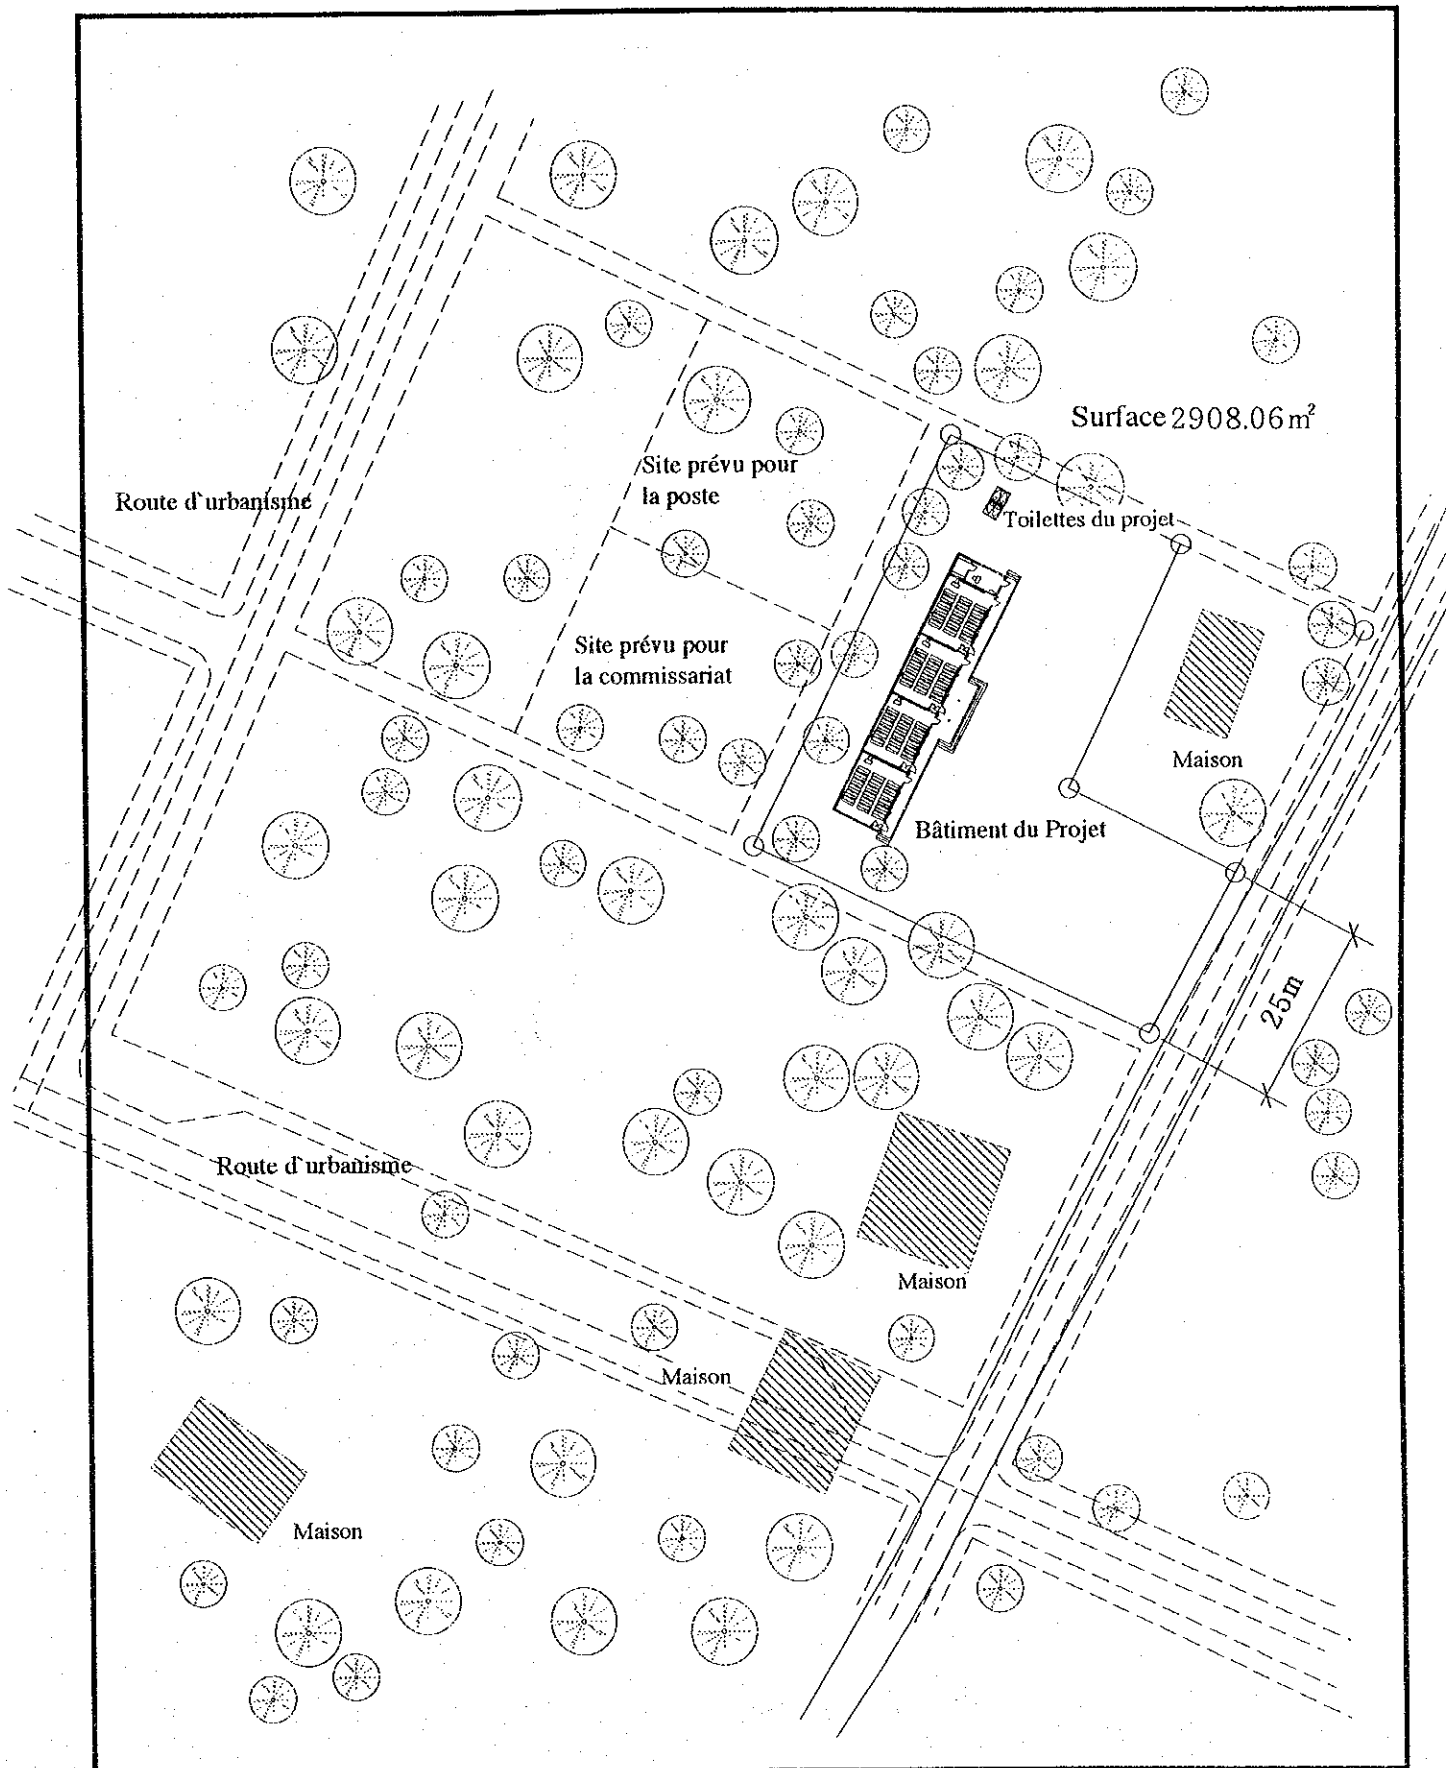 Surface 2908.06㎡
Site prévu pour
la poste
Route d`urbanisme
Toilettes du projet
Site prévu pour
la commissariat
Maison
Bâtiment du Projet
25m
Route d`urbanisme
Maison
Maison
Maison